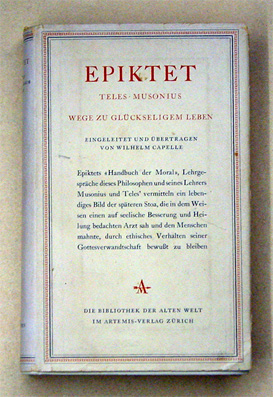 EPIKTET
TELES · MUSONIUS
WEGE ZU GLÜCKSELIGEM LEBEN
EINGELEITET UND ÜBERTRAGEN
VON WILHELM CAPELLE
Epiktets «Handbuch der Moral», Lehrge-
spräche dieses Philosophen und seines Lehrers
Musonius und Teles' vermitteln ein leben-
diges Bild der späteren Stoa, die in dem Wei-
sen einen auf seelische Besserung und Hei-
lung bedachten Arzt sah und den Menschen
mahnte, durch ethisches Verhalten seiner
Gottesverwandtschaft bewußt zu bleiben
A
DIE BIBLIOTHEK DER ALTEN WELT
IM ARTEMIS-VERLAG ZÜRICH